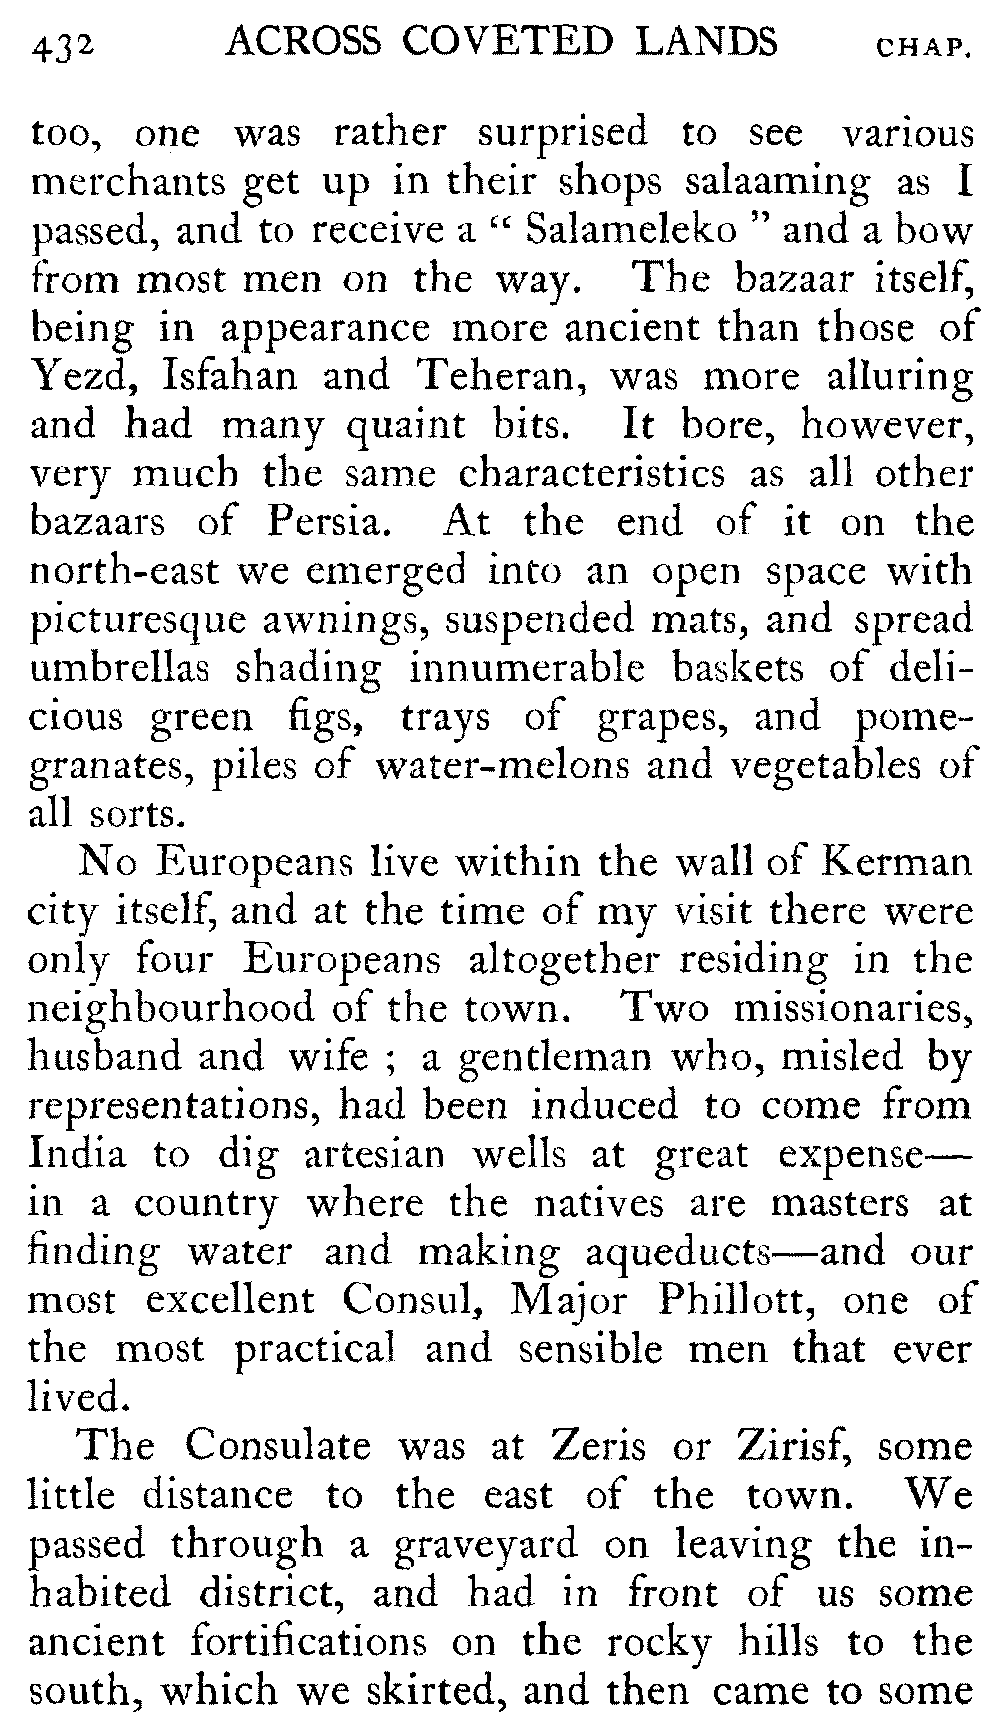 432 ACROSS COVETED LANDS CHAP.
too, one was rather surprised to see various
merchants get up in their shops salaaming as I
passed, and to receive a “ Salameleko ” and a bow
from most men on the way. The bazaar itself,
being in appearance more ancient than those of
Yezd, Isfahan and Teheran, was more alluring
and had many quaint bits. It bore, however,
very much the same characteristics as all other
bazaars of Persia. At the end of it on the
north-east we emerged into an open space with
picturesque awnings, suspended mats, and spread
umbrellas shading innumerable baskets of deli-
cious green figs, trays of grapes, and pome-
granates, piles of water-melons and vegetables of
all sorts.
No Europeans live within the wall of Kerman
city itself, and at the time of my visit there were
only four Europeans altogether residing in the
neighbourhood of the town. Two missionaries,
husband and wife ; a gentleman who, misled by
representations, had been induced to come from
India to dig artesian wells at great expense—
in a country where the natives are masters at
finding water and making aqueducts—and our
most excellent Consul, Major Phillott, one of
the most practical and sensible men that ever
lived.
The Consulate was at Zeris or Zirisf, some
little distance to the east of the town. We
passed through a graveyard on leaving the in-
habited district, and had in front of us some
ancient fortifications on the rocky hills to the
south, which we skirted, and then came to some